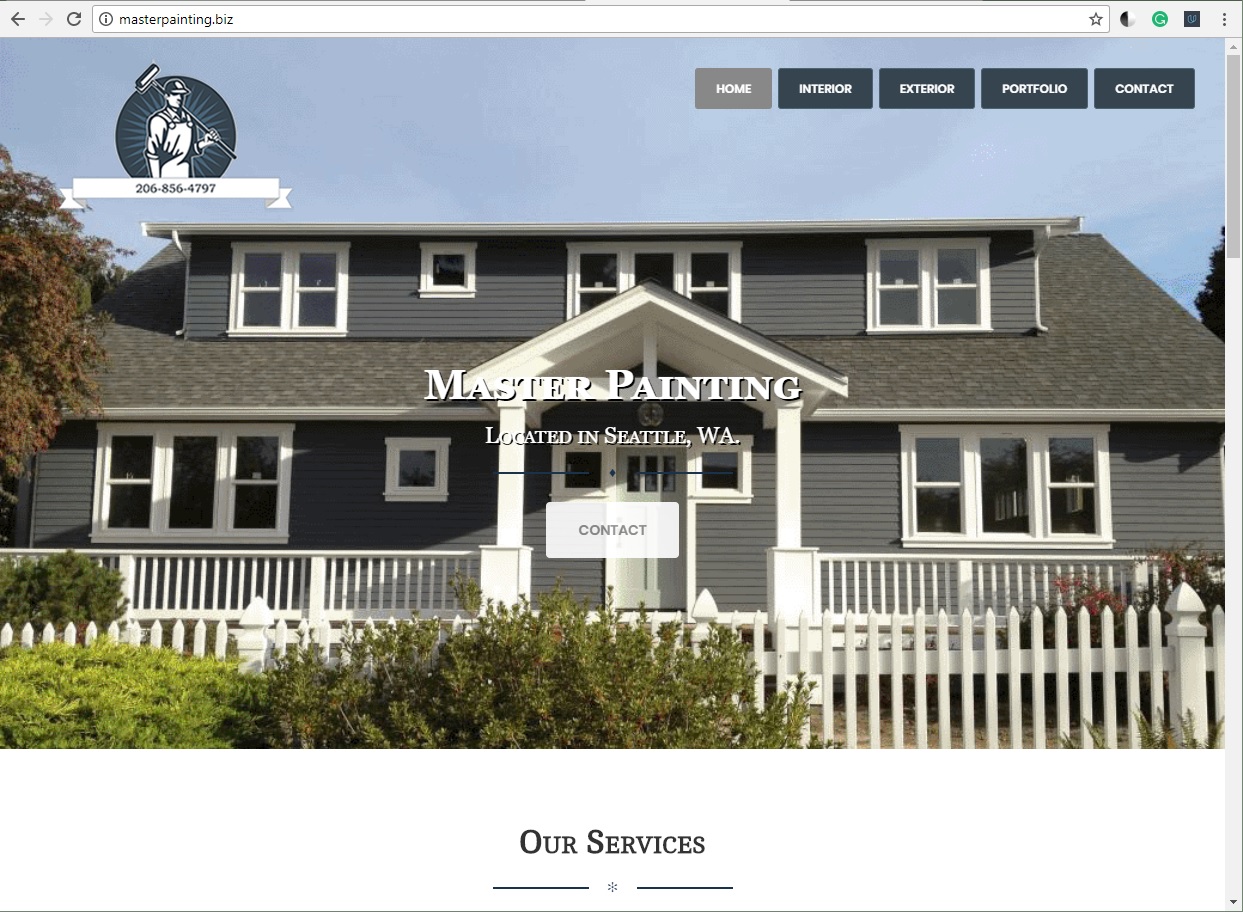 masterpainting.biz
206-856-4797
HOME
INTERIOR
EXTERIOR
PORTFOLIO
CONTACT
Master Painting
Located in Seattle, WA.
CONTACT
Our Services